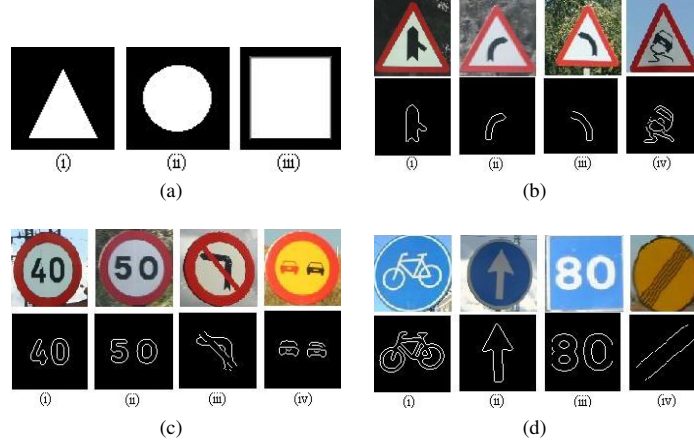 (i) (ii) (iii)
(a)
(i) (ii) (iii) (iv)
(b)
40 50
40 50
(i) (ii) (iii) (iv)
(c)
80
80
(i) (ii) (iii) (iv)
(d)